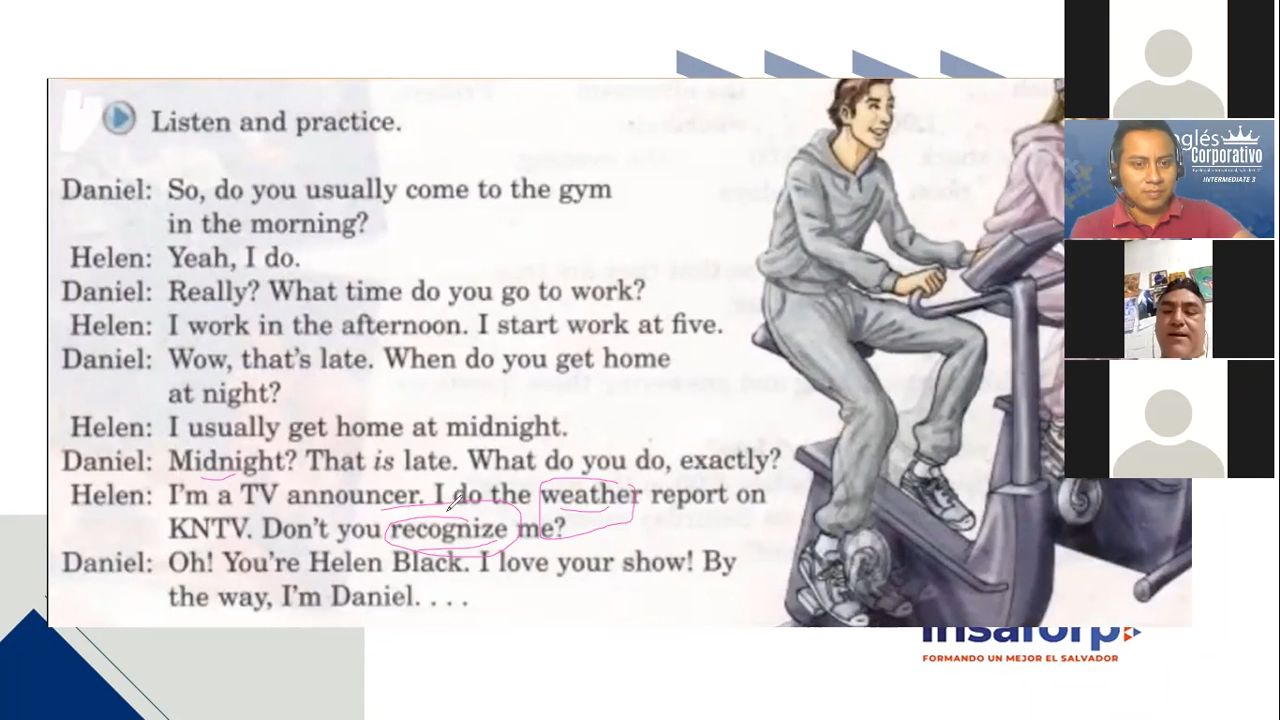 Listen and practice.
Daniel: So, do you usually come to the gym
in the morning?
Helen: Yeah, I do.
Daniel: Really? What time do you go to work?
Helen: I work in the afternoon. I start work at five.
Daniel: Wow, that's late. When do you get home
at night?
Helen: I usually get home at midnight.
Daniel: Midnight? That is late. What do you do, exactly?
Helen: I'm a TV announcer. I do the weather report on
KNTV. Don't you recognize me?
Daniel: Oh! You're Helen Black. I love your show! By
the way, I'm Daniel. . . .
nglés
Corporativo
INTERMEDIATE 3
insaforp
FORMANDO UN MEJOR EL SALVADOR